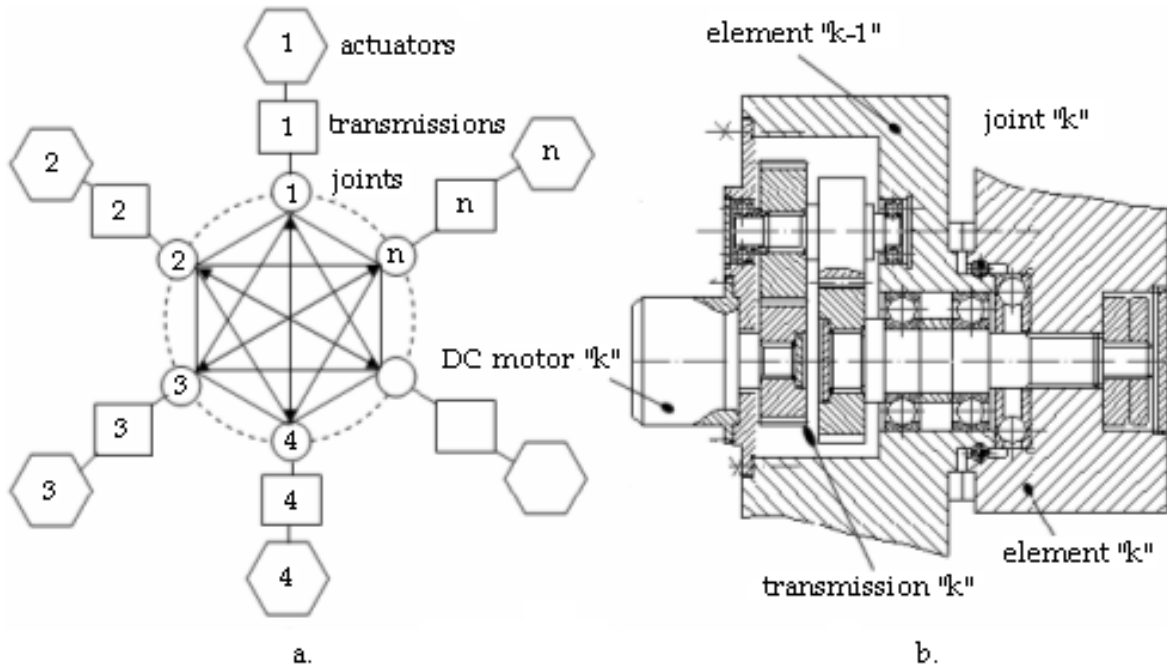 1
actuators
1
transmissions
1
joints
2
2
2
n
n
n
3
3
3
4
4
4
a.
element "k-1"
joint "k"
DC motor "k"
element "k"
transmission "k"
b.